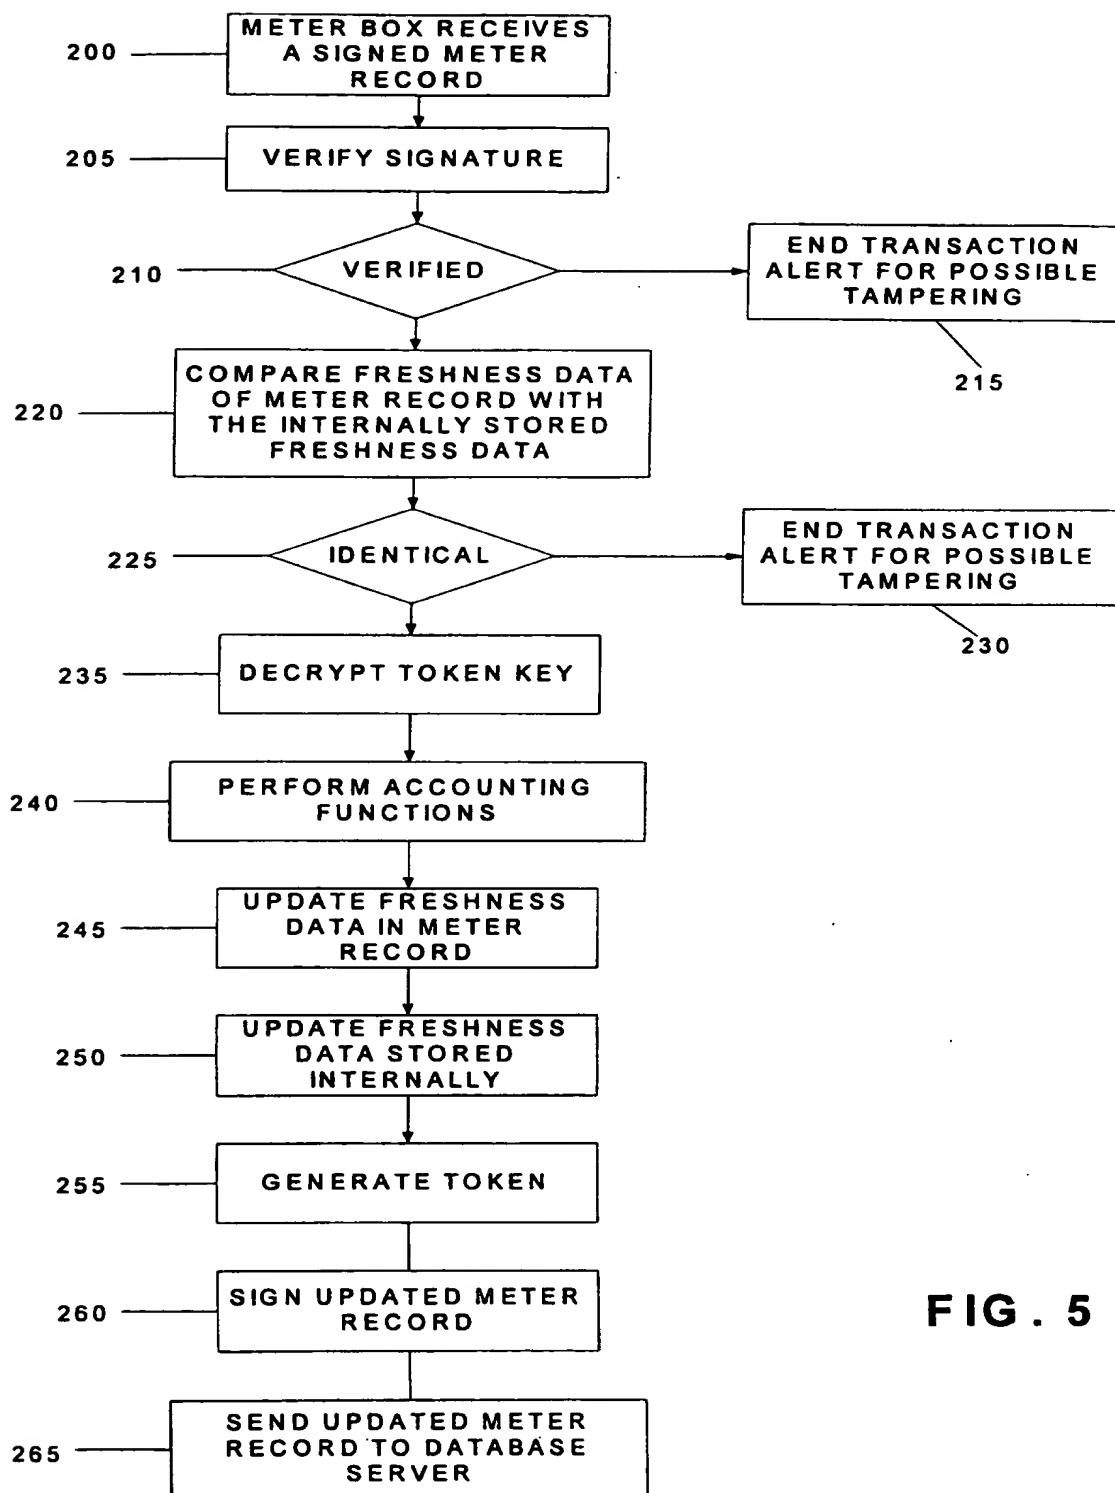 METER BOX RECEIVES
A SIGNED METER
RECORD
200
VERIFY SIGNATURE
205
VERIFIED
210
END TRANSACTION
ALERT FOR POSSIBLE
TAMPERING
215
COMPARE FRESHNESS DATA
OF METER RECORD WITH
THE INTERNALLY STORED
FRESHNESS DATA
220
IDENTICAL
225
END TRANSACTION
ALERT FOR POSSIBLE
TAMPERING
230
DECRYPT TOKEN KEY
235
PERFORM ACCOUNTING
FUNCTIONS
240
UPDATE FRESHNESS
DATA IN METER
RECORD
245
UPDATE FRESHNESS
DATA STORED
INTERNALLY
250
GENERATE TOKEN
255
SIGN UPDATED METER
RECORD
260
SEND UPDATED METER
RECORD TO DATABASE
SERVER
265
FIG. 5